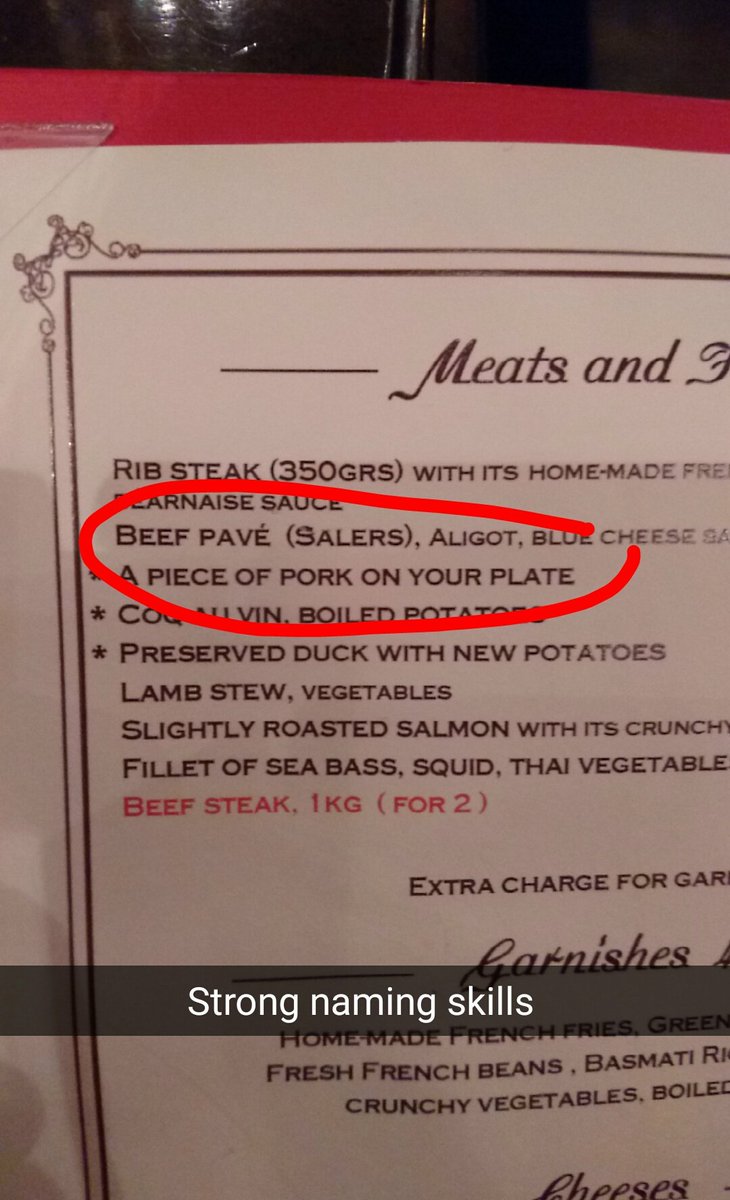 Meats and
RIB STEAK (350GRS) WITH ITS HOME-MADE
BEARNAISE SAUCE
BEEF PAVÉ (SALERS), ALIGOT, BLUE CHEESE
* A PIECE OF PORK ON YOUR PLATE
* COQ AU VIN, BOILED POTATOES
* PRESERVED DUCK WITH NEW POTATOES
LAMB STEW, VEGETABLES
SLIGHTLY ROASTED SALMON WITH ITS CRUNCHY
FILLET OF SEA BASS, SQUID, THAI VEGETABLE
BEEF STEAK, 1KG ( FOR 2 )
EXTRA CHARGE FOR
Garnishes
Strong naming skills
HOME-MADE FRENCH FRIES, GREEN
FRESH FRENCH BEANS , BASMATI
CRUNCHY VEGETABLES, BOILED
Cheeses